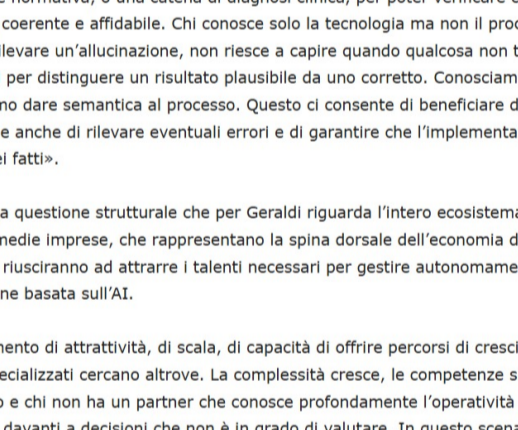 normativa, o una catena di diagnosi clinica, per poter verificare
coerente e affidabile. Chi conosce solo la tecnologia ma non il pro
ilevare un’allucinazione, non riesce a capire quando qualcosa non t
per distinguere un risultato plausibile da uno corretto. Conosciam
mo dare semantica al processo. Questo ci consente di beneficiare d
e anche di rilevare eventuali errori e di garantire che l’implementa
ei fatti».
a questione strutturale che per Geraldi riguarda l’intero ecosistema
medie imprese, che rappresentano la spina dorsale dell’economia d
riusciranno ad attrarre i talenti necessari per gestire autonomame
ne basata sull’AI.
mento di attrattività, di scala, di capacità di offrire percorsi di cresci
ecializzati cercano altrove. La complessità cresce, le competenze s
o e chi non ha un partner che conosce profondamente l’operatività
davanti a decisioni che non è in grado di valutare. In questo scena